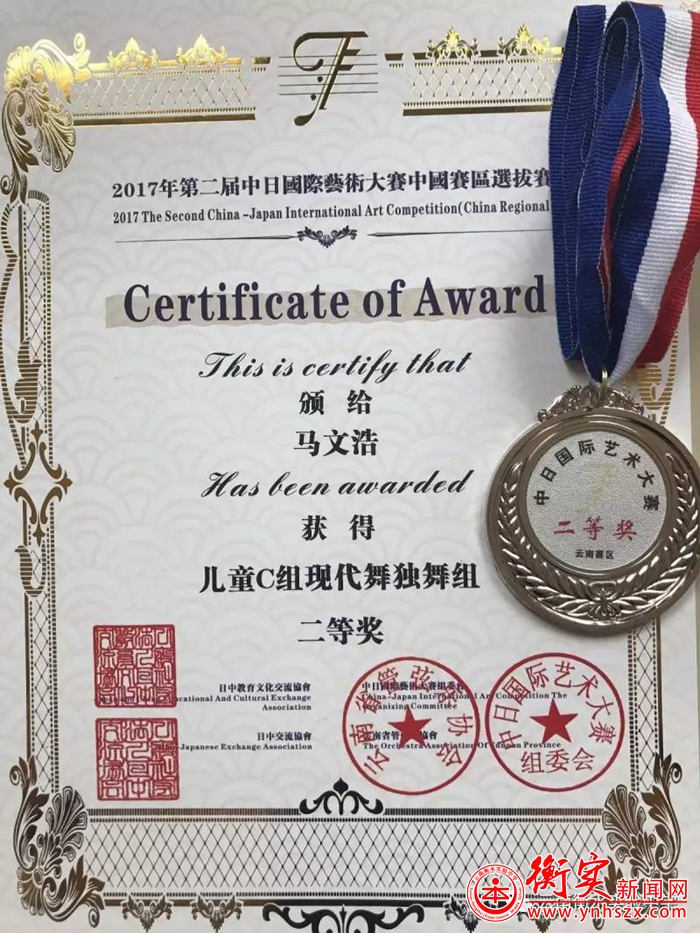 2017年第二届中日國際藝術大賽中國賽區選拔賽
2017 The Second China -Japan International Art Competition(China Regional
Certificate of Award
This is certify that
颁 给
马文浩
Has been awarded
获 得
儿童C组现代舞独舞组
二等奖
中日国际艺术大赛
二等奖
云南赛区
日中教育文化交流協會
cational And Cultural Exchange
Association
日中交流協會
Japanese Exchange Association
中日國際藝術大賽組委會
China-Japan International Art Competition The
Organizing Committee
云南省管 協會
The Orchestra Association Of Yunnan Province
云南省管弦乐协会
中日国际艺术大赛
组委会
衡实新闻网
www.ynhszx.com